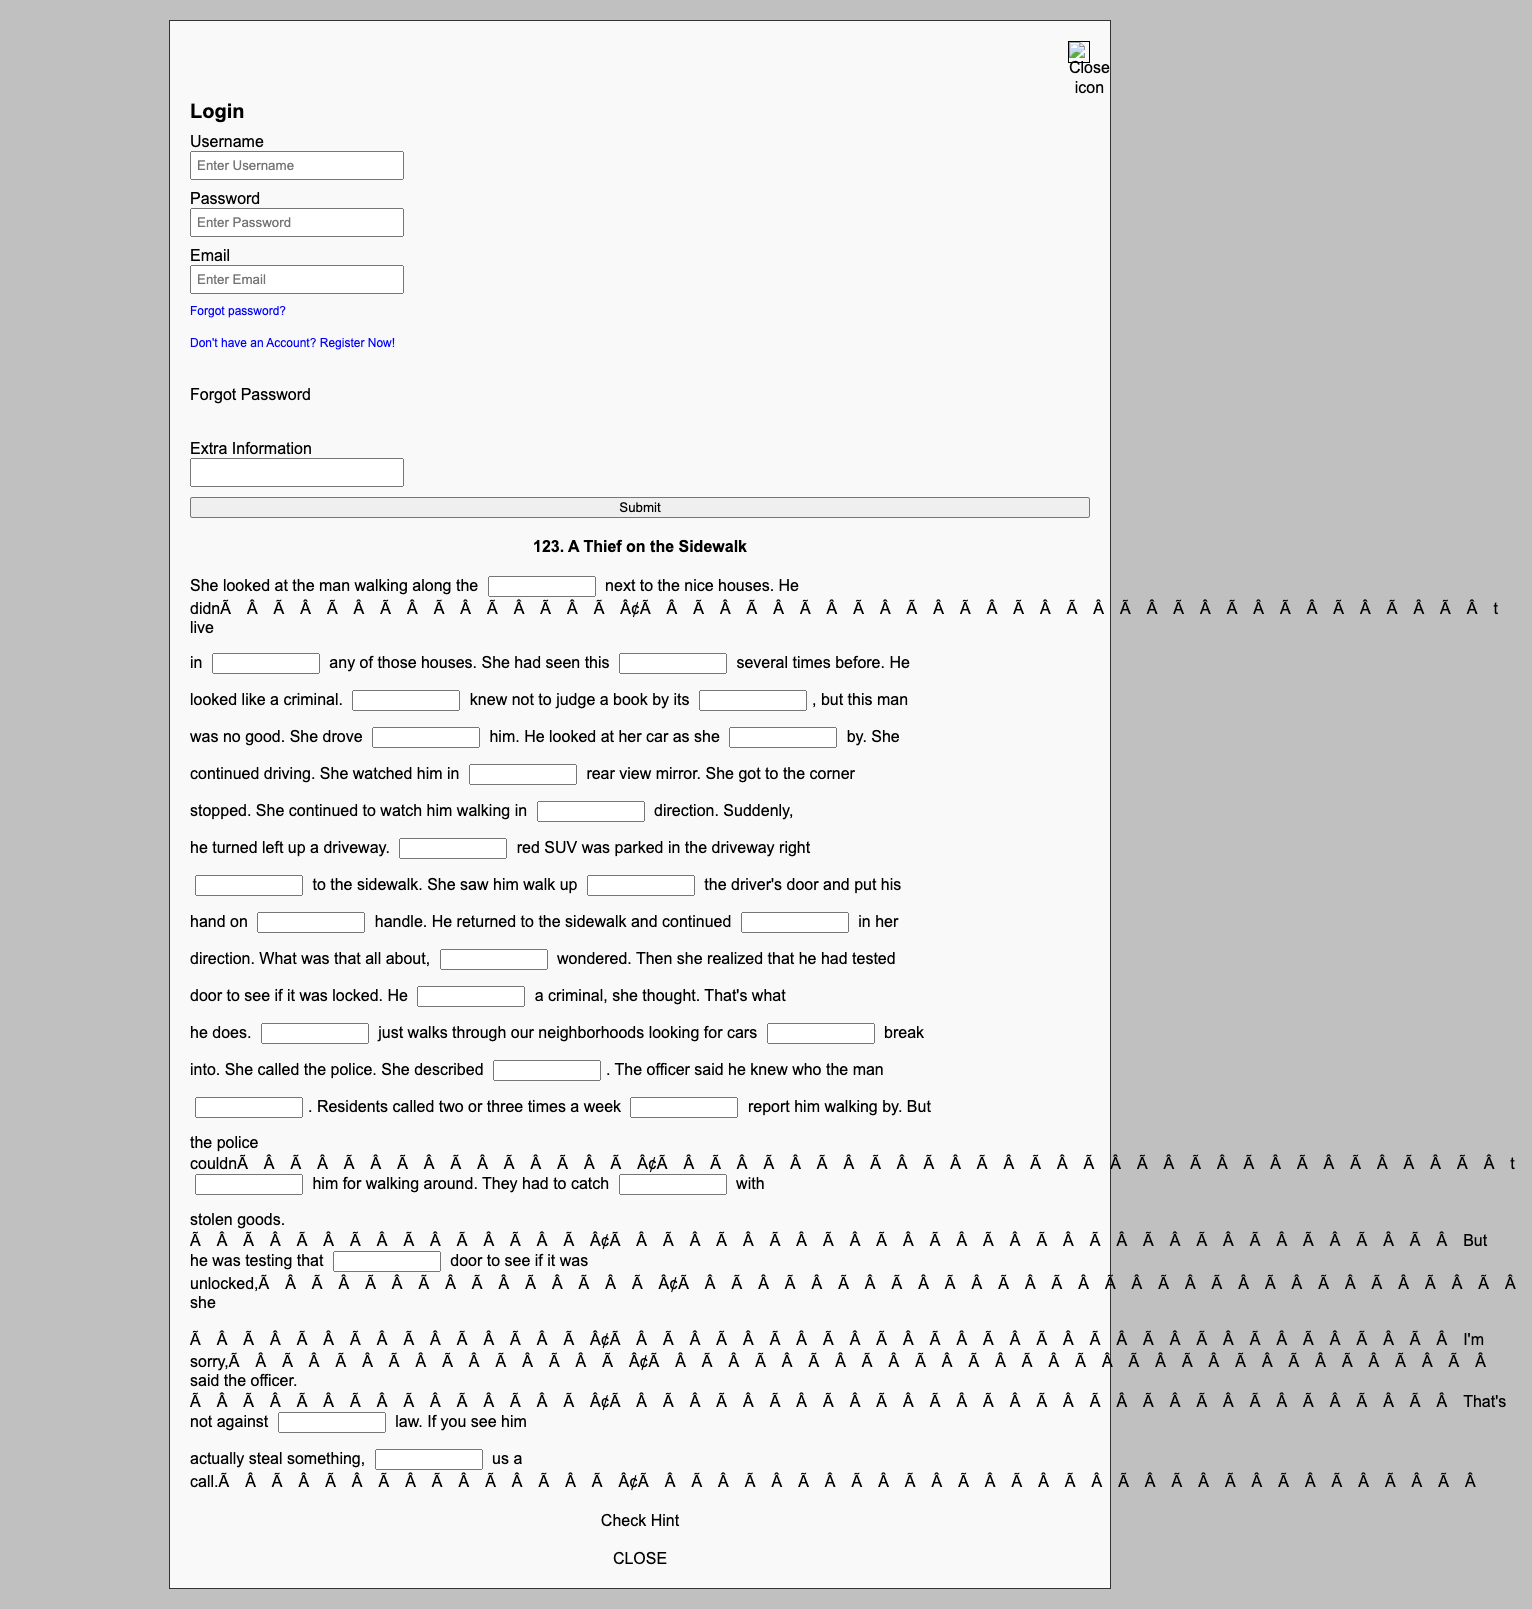 Close
icon
Login
Username
Enter Username
Password
Enter Password
Email
Enter Email
Forgot password?
Don't have an Account? Register Now!
Forgot Password
Extra Information
Submit
123. A Thief on the Sidewalk
She looked at the man walking along the next to the nice houses. He
didnÃ Â Ã Â Ã Â Ã Â Ã Â Ã Â Ã Â Ã Â¢Ã Â Ã Â Ã Â Ã Â Ã Â Ã Â Ã Â Ã Â Ã Â Ã Â Ã Â Ã Â Ã Â Ã Â Ã Â Ã Â t
live
in any of those houses. She had seen this several times before. He
looked like a criminal. knew not to judge a book by its , but this man
was no good. She drove him. He looked at her car as she by. She
continued driving. She watched him in rear view mirror. She got to the corner
stopped. She continued to watch him walking in direction. Suddenly,
he turned left up a driveway. red SUV was parked in the driveway right
to the sidewalk. She saw him walk up the driver's door and put his
hand on handle. He returned to the sidewalk and continued in her
direction. What was that all about, wondered. Then she realized that he had tested
door to see if it was locked. He a criminal, she thought. That's what
he does. just walks through our neighborhoods looking for cars break
into. She called the police. She described . The officer said he knew who the man
. Residents called two or three times a week report him walking by. But
the police
couldnÃ Â Ã Â Ã Â Ã Â Ã Â Ã Â Ã Â Ã Â¢Ã Â Ã Â Ã Â Ã Â Ã Â Ã Â Ã Â Ã Â Ã Â Ã Â Ã Â Ã Â Ã Â Ã Â Ã Â Ã Â t
him for walking around. They had to catch with
stolen goods.
Ã Â Ã Â Ã Â Ã Â Ã Â Ã Â Ã Â Ã Â¢Ã Â Ã Â Ã Â Ã Â Ã Â Ã Â Ã Â Ã Â Ã Â Ã Â Ã Â Ã Â Ã Â Ã Â Ã Â Ã Â But
he was testing that door to see if it was
unlocked,Ã Â Ã Â Ã Â Ã Â Ã Â Ã Â Ã Â Ã Â¢Ã Â Ã Â Ã Â Ã Â Ã Â Ã Â Ã Â Ã Â Ã Â Ã Â Ã Â Ã Â Ã Â Ã Â Ã Â Ã Â
she
Ã Â Ã Â Ã Â Ã Â Ã Â Ã Â Ã Â Ã Â¢Ã Â Ã Â Ã Â Ã Â Ã Â Ã Â Ã Â Ã Â Ã Â Ã Â Ã Â Ã Â Ã Â Ã Â Ã Â Ã Â I'm
sorry,Ã Â Ã Â Ã Â Ã Â Ã Â Ã Â Ã Â Ã Â¢Ã Â Ã Â Ã Â Ã Â Ã Â Ã Â Ã Â Ã Â Ã Â Ã Â Ã Â Ã Â Ã Â Ã Â Ã Â Ã Â
said the officer.
Ã Â Ã Â Ã Â Ã Â Ã Â Ã Â Ã Â Ã Â¢Ã Â Ã Â Ã Â Ã Â Ã Â Ã Â Ã Â Ã Â Ã Â Ã Â Ã Â Ã Â Ã Â Ã Â Ã Â Ã Â That's
not against law. If you see him
actually steal something, us a
call.Ã Â Ã Â Ã Â Ã Â Ã Â Ã Â Ã Â Ã Â¢Ã Â Ã Â Ã Â Ã Â Ã Â Ã Â Ã Â Ã Â Ã Â Ã Â Ã Â Ã Â Ã Â Ã Â Ã Â Ã Â
Check Hint
CLOSE